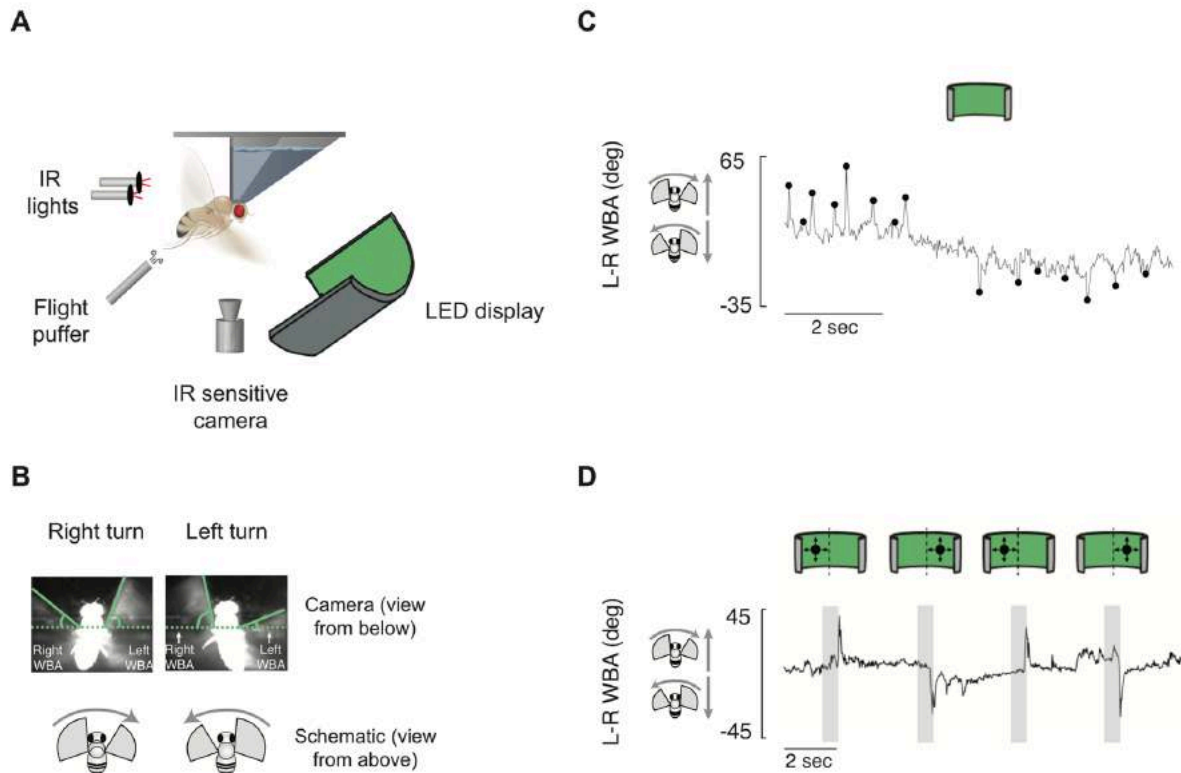 A
IR
lights
Flight
puffer
LED display
IR sensitive
camera
B
Right turn
Left turn
Right
WBA
Left
WBA
Right
WBA
Left
WBA
Camera (view
from below)
Schematic (view
from above)
C
L-R WBA (deg)
65
-35
2 sec
D
L-R WBA (deg)
45
-45
2 sec